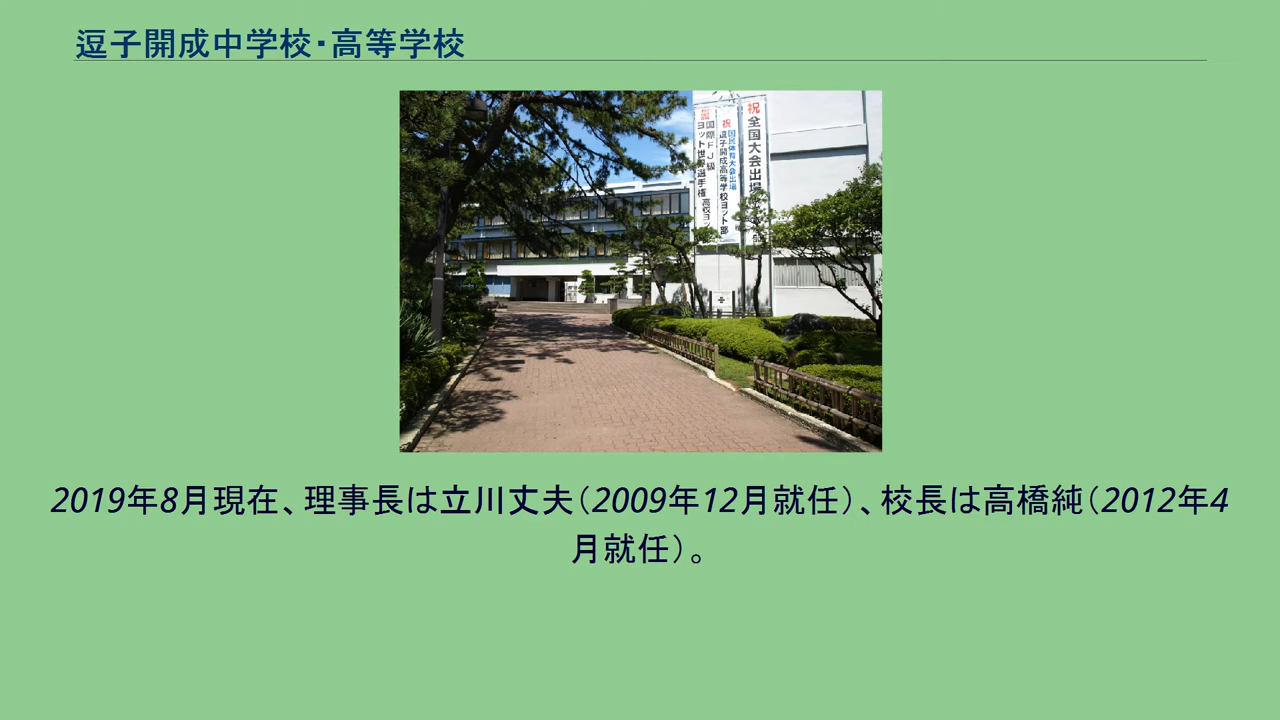 逗子開成中学校・高等学校
祝 全国大会出場
祝 国民体育大会出場
逗子開成高等学校ヨット部
国際FJ級
ヨット世界選手権 高校ヨッ
2019年8月現在、理事長は立川丈夫（2009年12月就任）、校長は高橋純（2012年4
月就任）。